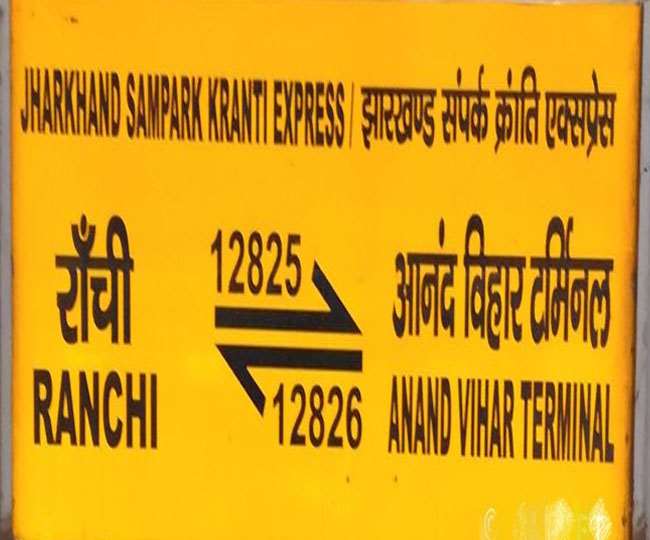 JHARKHAND SAMPARK KRANTI EXPRESS / झारखण्ड संपर्क क्रांति एक्सप्रेस
राँची 12825 आनंद विहार टर्मिनल
RANCHI 12826 ANAND VIHAR TERMINAL